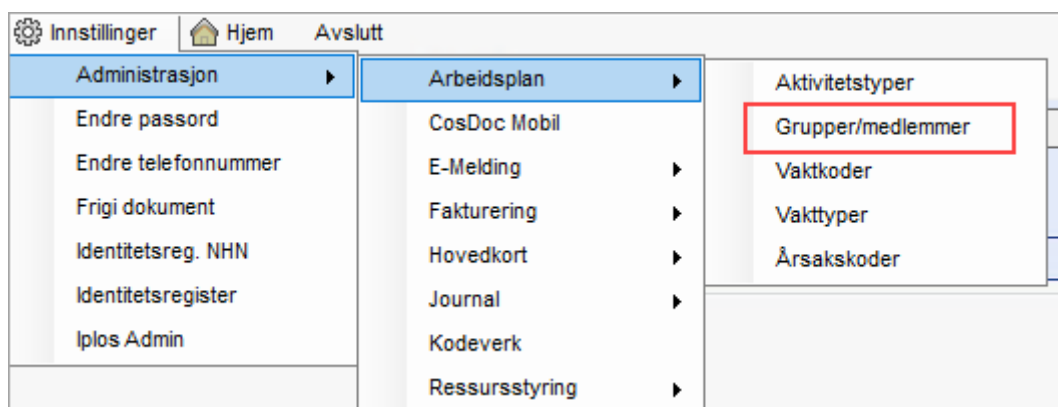 Innstillinger Hjem Avslutt
Administrasjon
Endre passord
Endre telefonnummer
Frigi dokument
Identitetsreg. NHN
Identitetsregister
Iplos Admin
Arbeidsplan
CosDoc Mobil
E-Melding
Fakturering
Hovedkort
Journal
Kodeverk
Ressursstyring
Aktivitetstyper
Grupper/medlemmer
Vaktkoder
Vakttyper
Årsakskoder